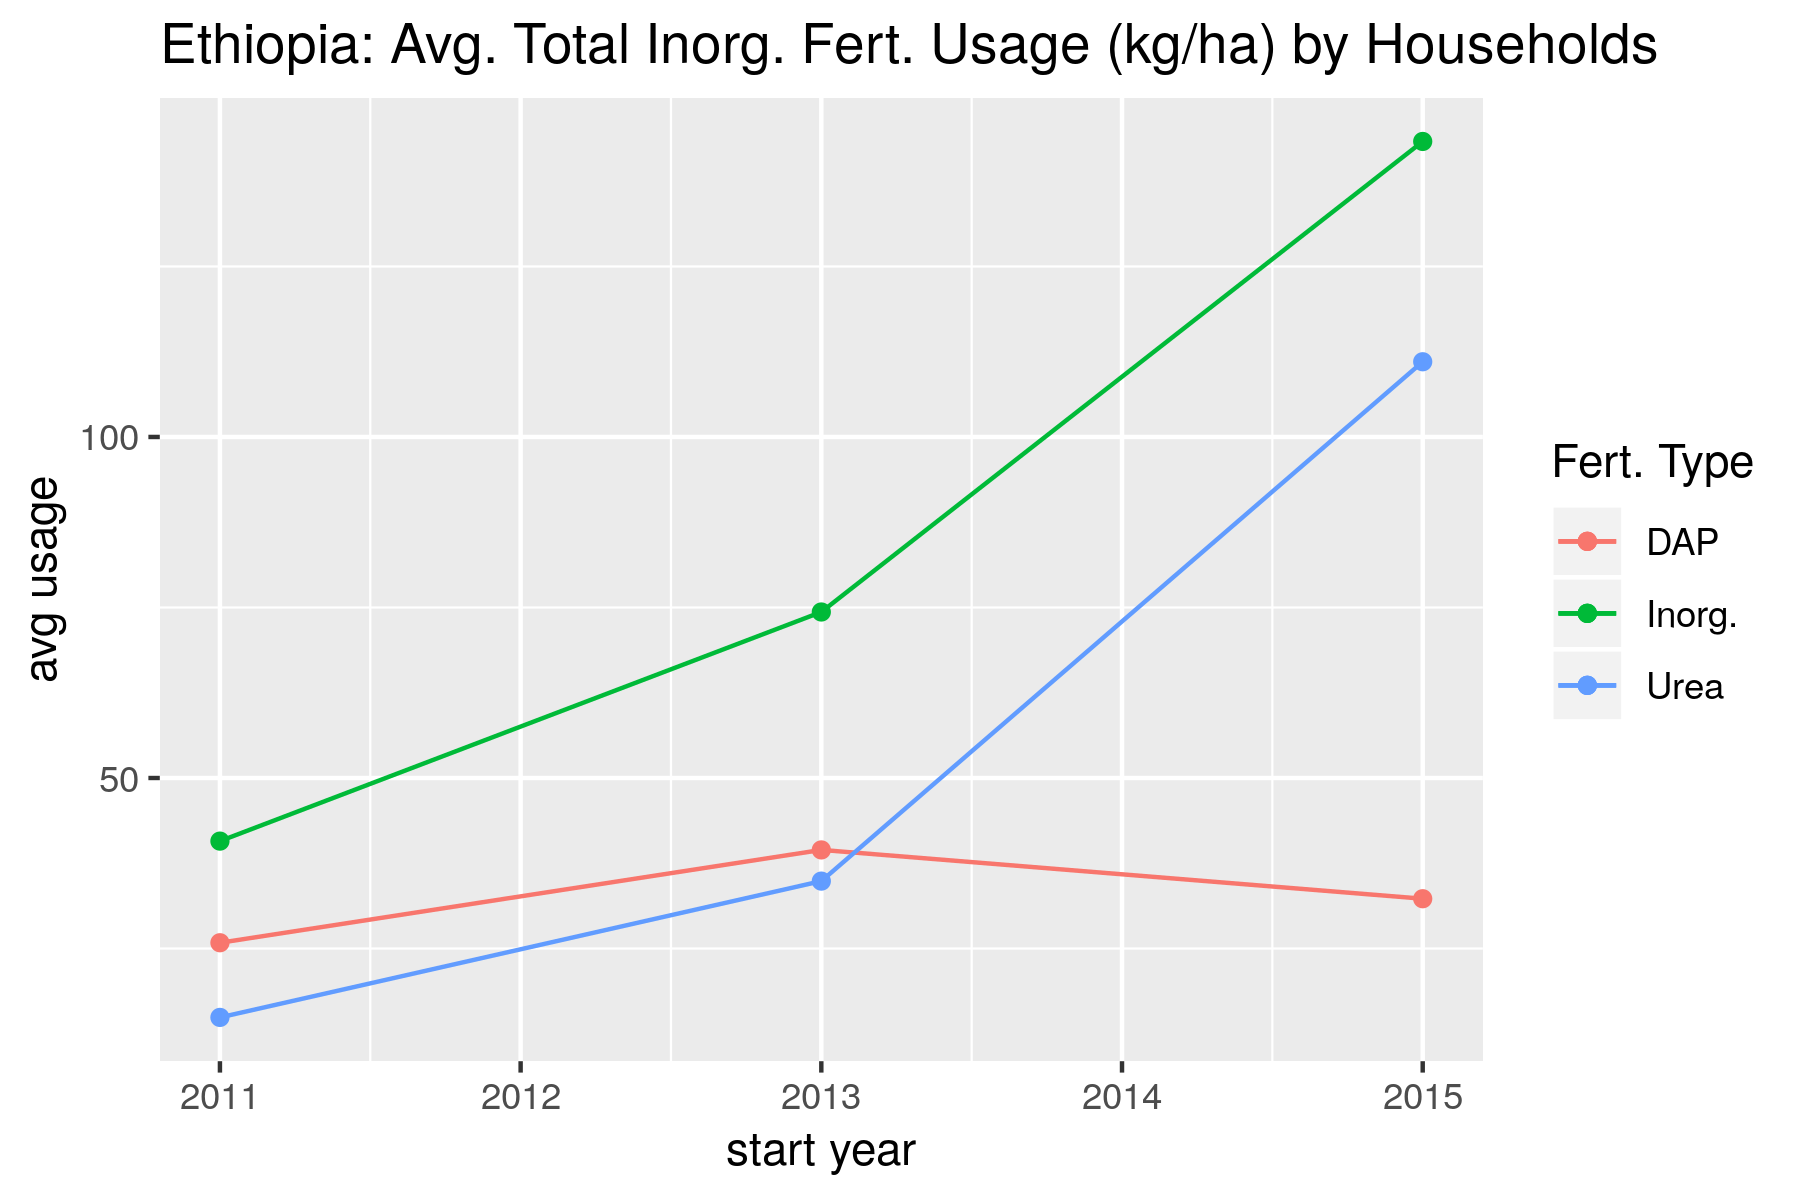 Ethiopia: Avg. Total Inorg. Fert. Usage (kg/ha) by Households
avg usage
100
50
2011 2012 2013 2014 2015
start year
Fert. Type
DAP
Inorg.
Urea